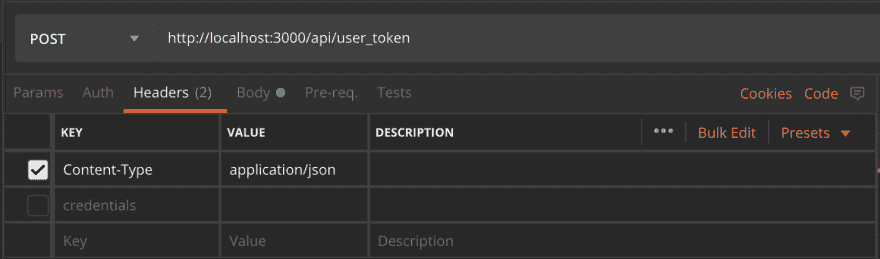 POST http://localhost:3000/api/user_token
Params Auth Headers (2) Body Pre-req. Tests Cookies Code
KEY VALUE DESCRIPTION ••• Bulk Edit Presets
Content-Type application/json
credentials
Key Value Description